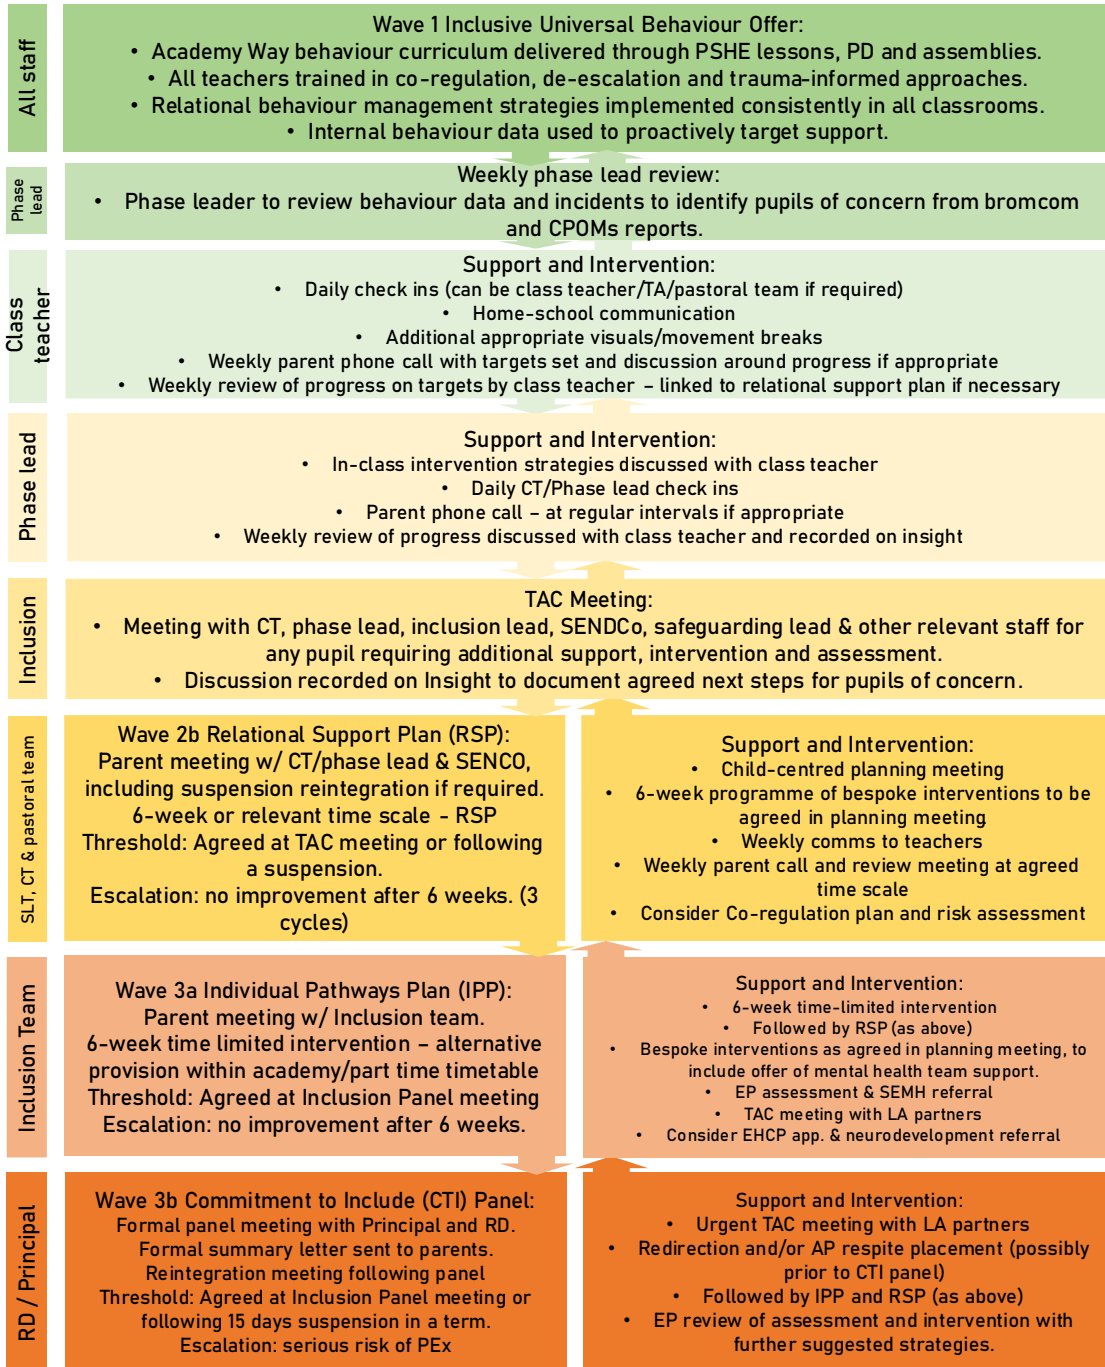 All staff
Wave 1 Inclusive Universal Behaviour Offer:
• Academy Way behaviour curriculum delivered through PSHE lessons, PD and assemblies.
• All teachers trained in co-regulation, de-escalation and trauma-informed approaches.
• Relational behaviour management strategies implemented consistently in all classrooms.
• Internal behaviour data used to proactively target support.
Phase
lead
Weekly phase lead review:
• Phase leader to review behaviour data and incidents to identify pupils of concern from bromcom
and CPOMs reports.
Class
teacher
Support and Intervention:
• Daily check ins (can be class teacher/TA/pastoral team if required)
• Home-school communication
• Additional appropriate visuals/movement breaks
• Weekly parent phone call with targets set and discussion around progress if appropriate
• Weekly review of progress on targets by class teacher – linked to relational support plan if necessary
Phase lead
Support and Intervention:
• In-class intervention strategies discussed with class teacher
• Daily CT/Phase lead check ins
• Parent phone call – at regular intervals if appropriate
• Weekly review of progress discussed with class teacher and recorded on insight
Inclusion
TAC Meeting:
• Meeting with CT, phase lead, inclusion lead, SENDCo, safeguarding lead & other relevant staff for
any pupil requiring additional support, intervention and assessment.
• Discussion recorded on Insight to document agreed next steps for pupils of concern.
SLT, CT & pastoral team
Wave 2b Relational Support Plan (RSP):
Parent meeting w/ CT/phase lead & SENCO,
including suspension reintegration if required.
6-week or relevant time scale - RSP
Threshold: Agreed at TAC meeting or following
a suspension.
Escalation: no improvement after 6 weeks. (3
cycles)
Support and Intervention:
• Child-centred planning meeting
• 6-week programme of bespoke interventions to be
agreed in planning meeting
• Weekly comms to teachers
• Weekly parent call and review meeting at agreed
time scale
• Consider Co-regulation plan and risk assessment
Inclusion Team
Wave 3a Individual Pathways Plan (IPP):
Parent meeting w/ Inclusion team.
6-week time limited intervention – alternative
provision within academy/part time timetable
Threshold: Agreed at Inclusion Panel meeting
Escalation: no improvement after 6 weeks.
Support and Intervention:
• 6-week time-limited intervention
• Followed by RSP (as above)
• Bespoke interventions as agreed in planning meeting, to
include offer of mental health team support.
• EP assessment & SEMH referral
• TAC meeting with LA partners
• Consider EHCP app. & neurodevelopment referral
RD / Principal
Wave 3b Commitment to Include (CTI) Panel:
Formal panel meeting with Principal and RD.
Formal summary letter sent to parents.
Reintegration meeting following panel
Threshold: Agreed at Inclusion Panel meeting or
following 15 days suspension in a term.
Escalation: serious risk of PEx
Support and Intervention:
• Urgent TAC meeting with LA partners
• Redirection and/or AP respite placement (possibly
prior to CTI panel)
• Followed by IPP and RSP (as above)
• EP review of assessment and intervention with
further suggested strategies.